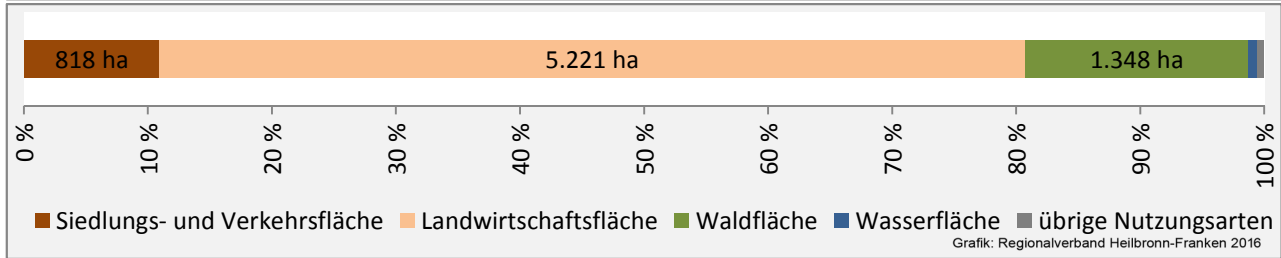 818 ha 5.221 ha 1.348 ha
0 % 10 % 20 % 30 % 40 % 50 % 60 % 70 % 80 % 90 % 100 %
Siedlungs- und Verkehrsfläche Landwirtschaftsfläche Waldfläche Wasserfläche übrige Nutzungsarten
Grafik: Regionalverband Heilbronn-Franken 2016